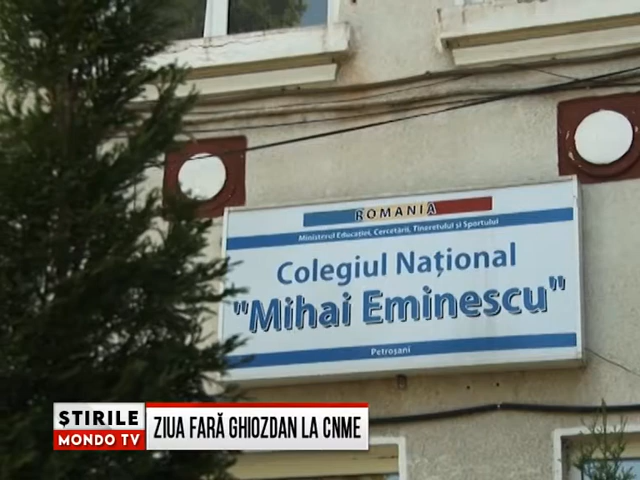 ROMANIA
Ministerul Educației, Cercetării, Tineretului și Sportului
Colegiul Național
"Mihai Eminescu"
Petroșani
ȘTIRILE
MONDO TV
ZIUA FARĂ GHIOZDAN LA CNME